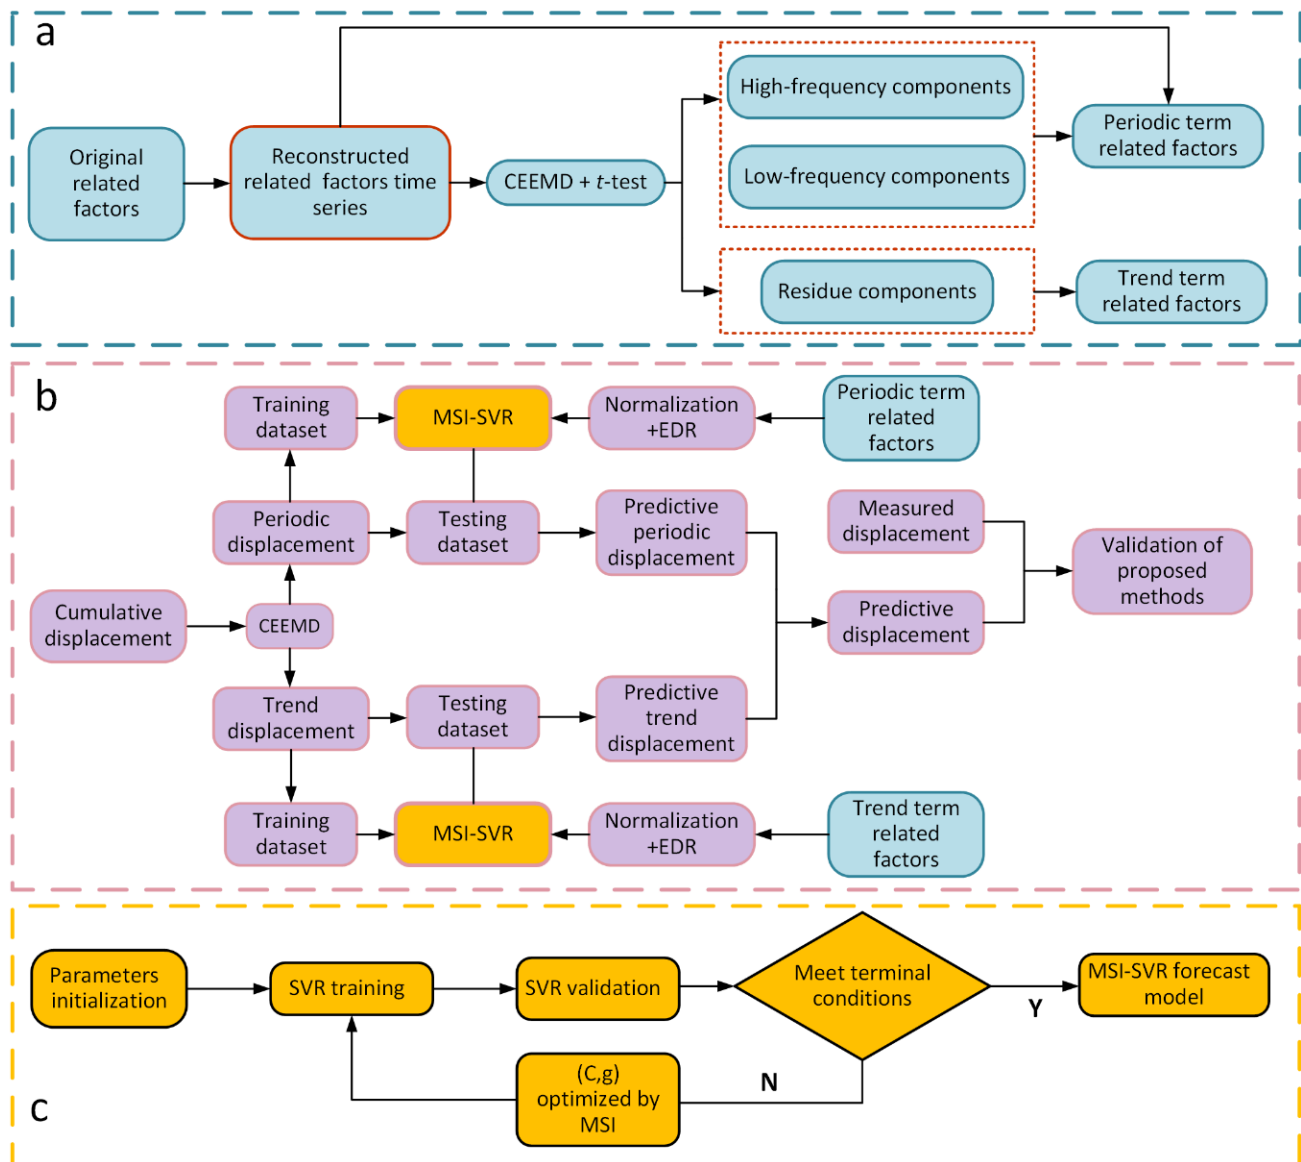 a
Original
related
factors
Reconstructed
related factors time
series
CEEMD + t-test
High-frequency components
Low-frequency components
Residue components
Periodic term
related factors
Trend term
related factors
b
Training
dataset
MSI-SVR
Normalization
+EDR
Periodic term
related
factors
Periodic
displacement
Testing
dataset
Predictive
periodic
displacement
Measured
displacement
Validation of
proposed
methods
Cumulative
displacement
CEEMD
Predictive
displacement
Trend
displacement
Testing
dataset
Predictive
trend
displacement
Training
dataset
MSI-SVR
Normalization
+EDR
Trend term
related
factors
Parameters
initialization
SVR training
SVR validation
Meet terminal
conditions
Y
MSI-SVR forecast
model
N
(C,g)
optimized by
MSI
c